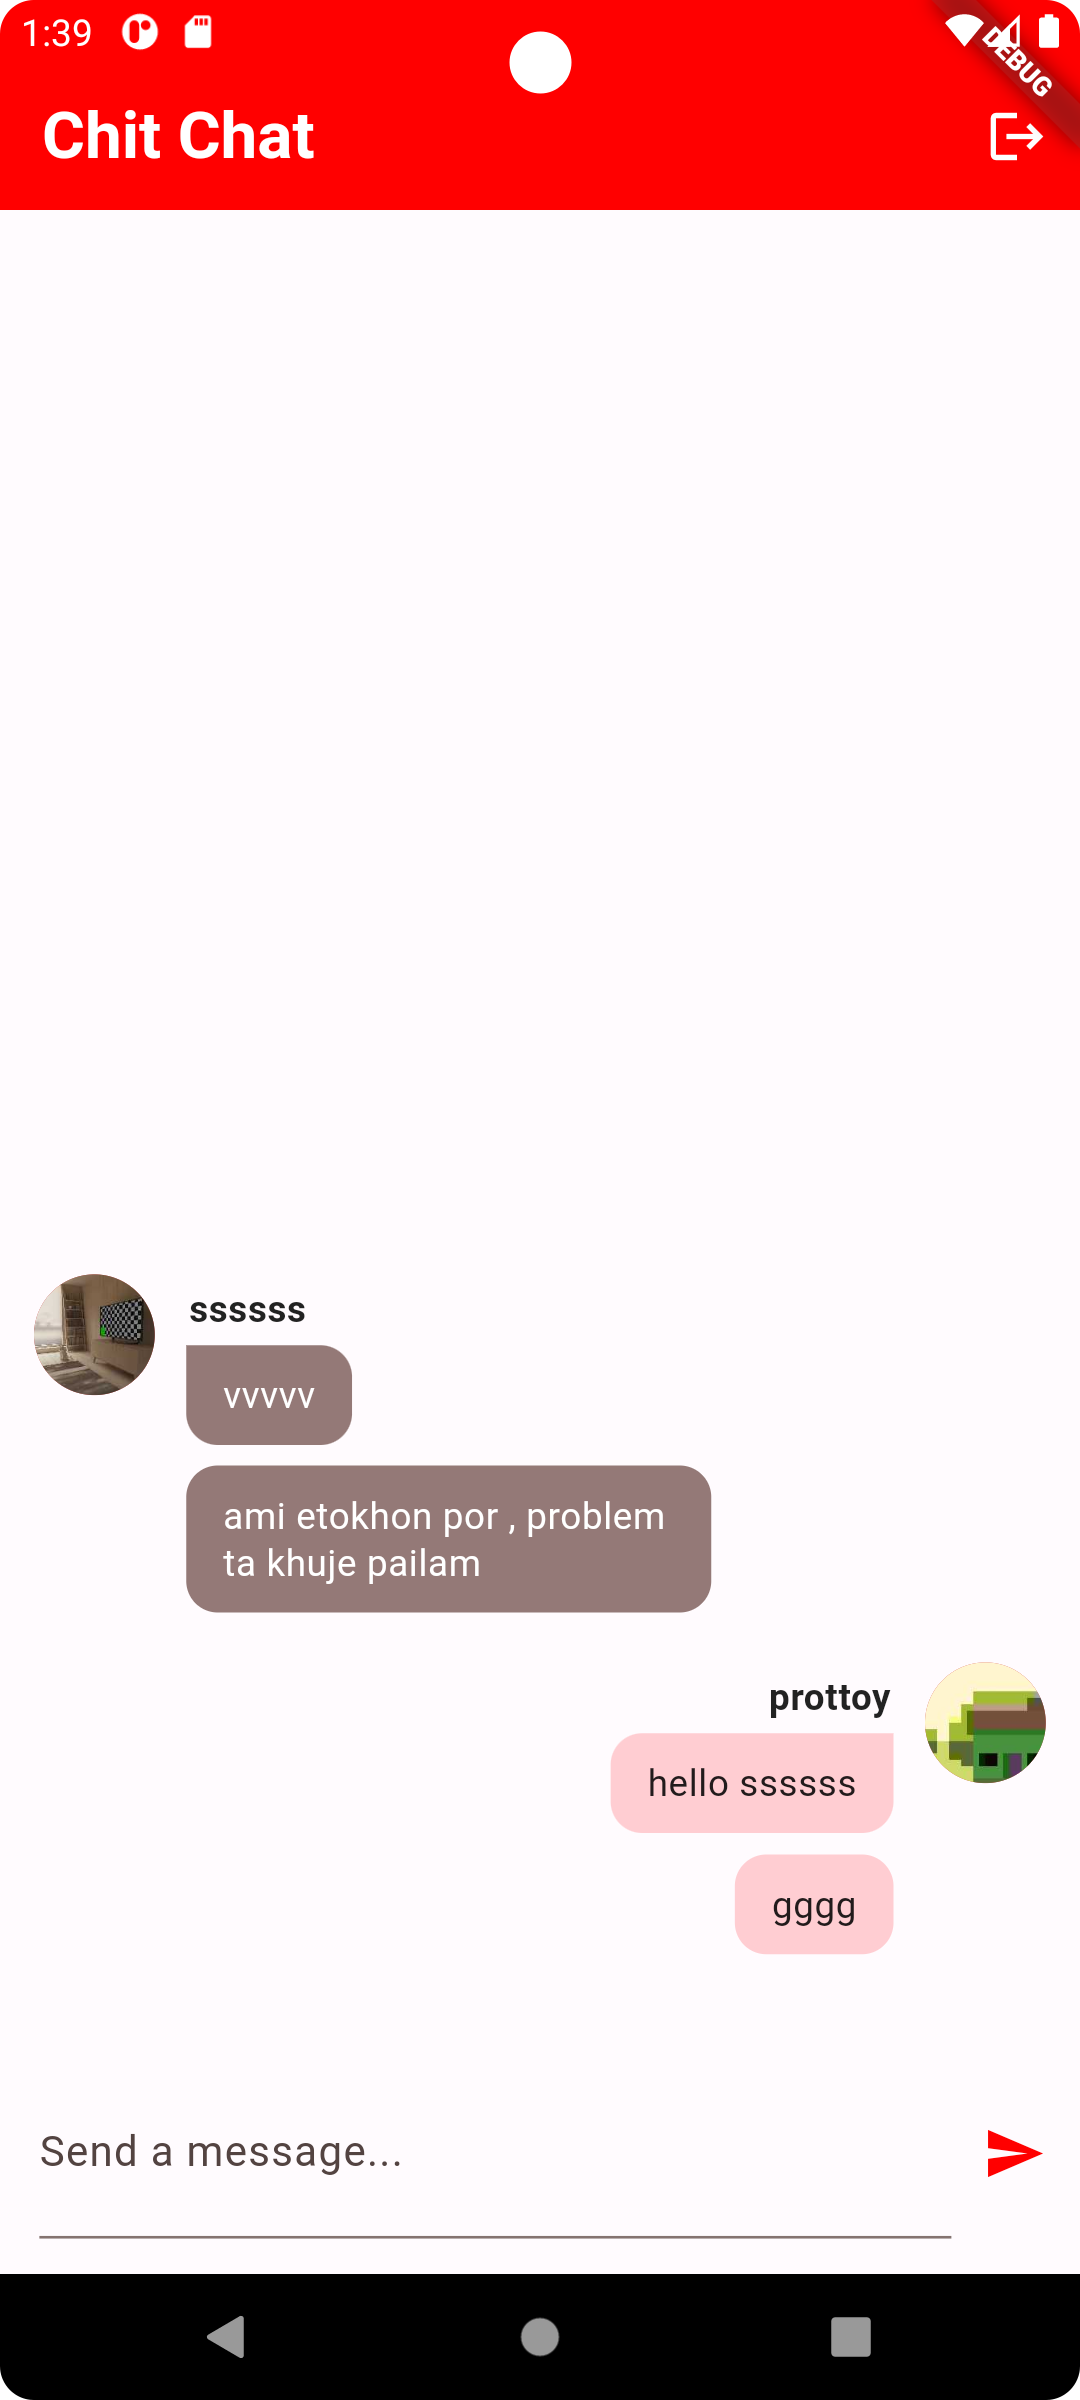 1:39
DEBUG
Chit Chat
ssssss
vvvvv
ami etokhon por , problem
ta khuje pailam
prottoy
hello ssssss
gggg
Send a message...